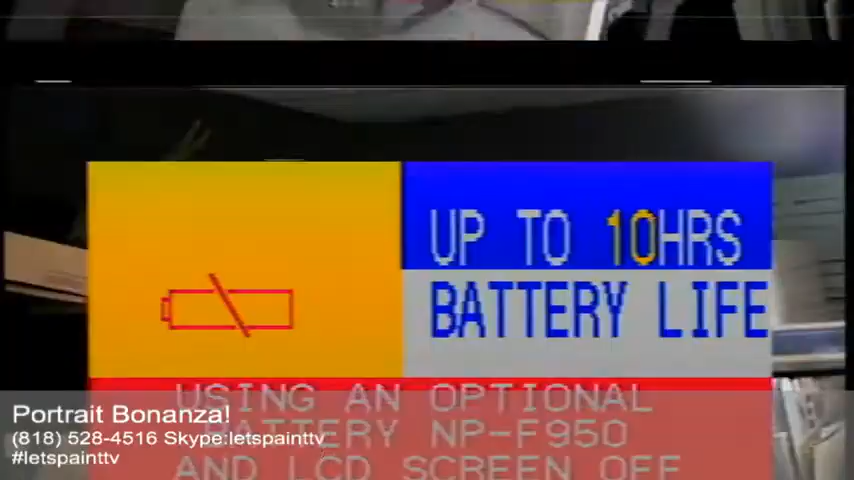 UP TO 10HRS
BATTERY LIFE
USING AN OPTIONAL
BATTERY NP-F950
AND LCD SCREEN OFF
Portrait Bonanza!
(818) 528-4516 Skype:letspainttv
#letspainttv